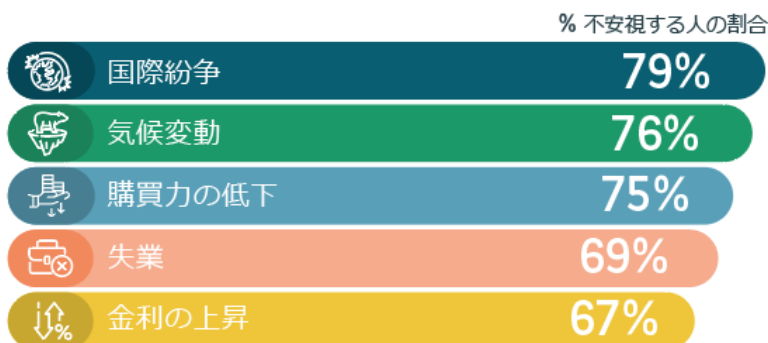 % 不安視する人の割合
国際紛争 79%
気候変動 76%
購買力の低下 75%
失業 69%
金利の上昇 67%